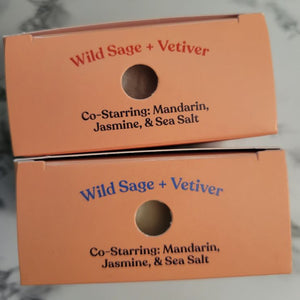 Wild Sage + Vetiver
Co-Starring: Mandarin,
Jasmine, & Sea Salt
Wild Sage + Vetiver
Co-Starring: Mandarin,
Jasmine, & Sea Salt